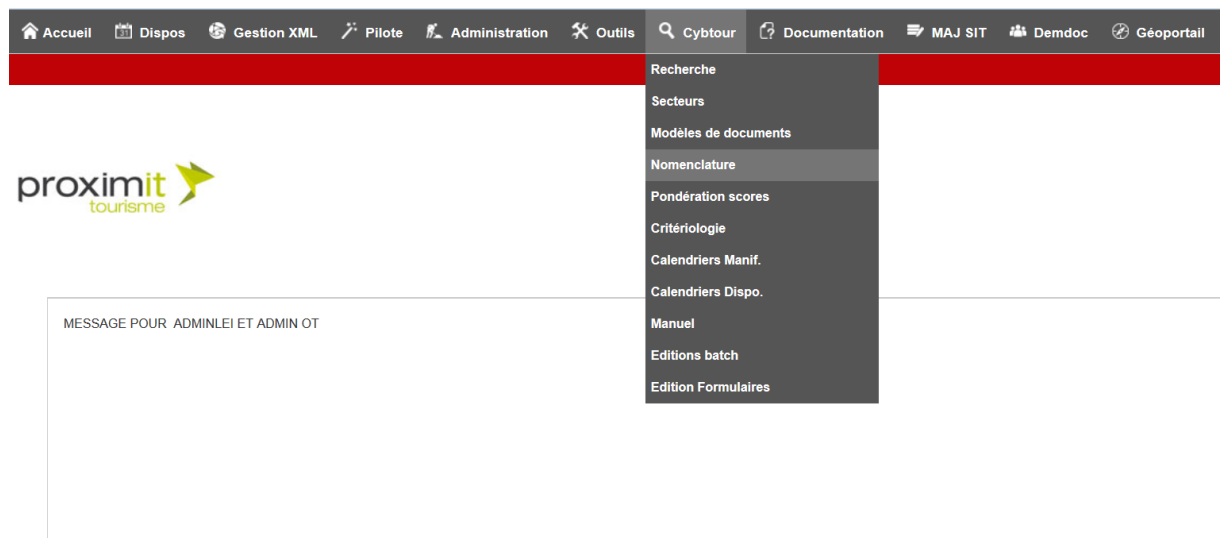 Accueil Dispos Gestion XML Pilote Administration Outils Cybtour Documentation MAJ SIT Demdoc Géoportail
Recherche
Secteurs
Modèles de documents
Nomenclature
Pondération scores
Critériologie
Calendriers Manif.
Calendriers Dispo.
Manuel
Editions batch
Edition Formulaires
proximit
tourisme
MESSAGE POUR ADMINLEI ET ADMIN OT